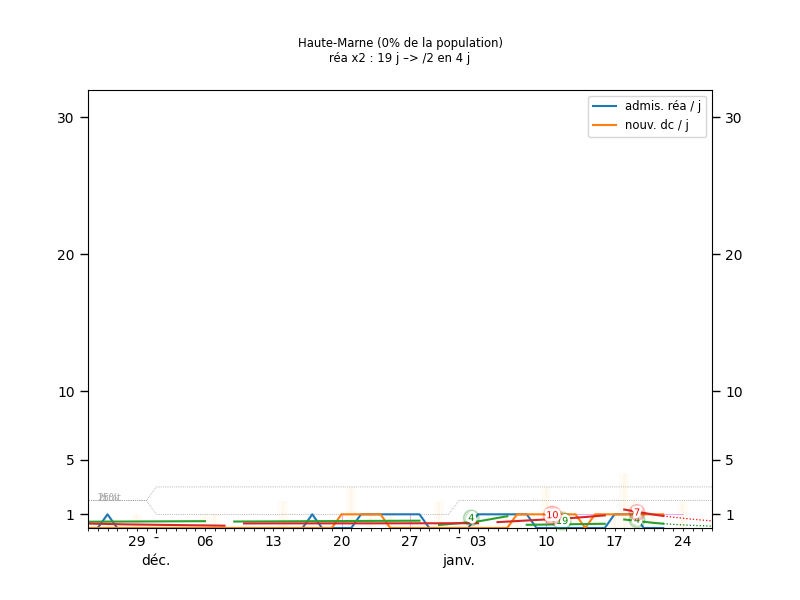 Haute-Marne (0% de la population)
réa x2 : 19 j –> /2 en 4 j
admis. réa / j
nouv. dc / j
30 30
20 20
10 10
5 5
1 1
4 10 9 7 4
29 - 06 13 20 27 - 03 10 17 24
déc. janv.